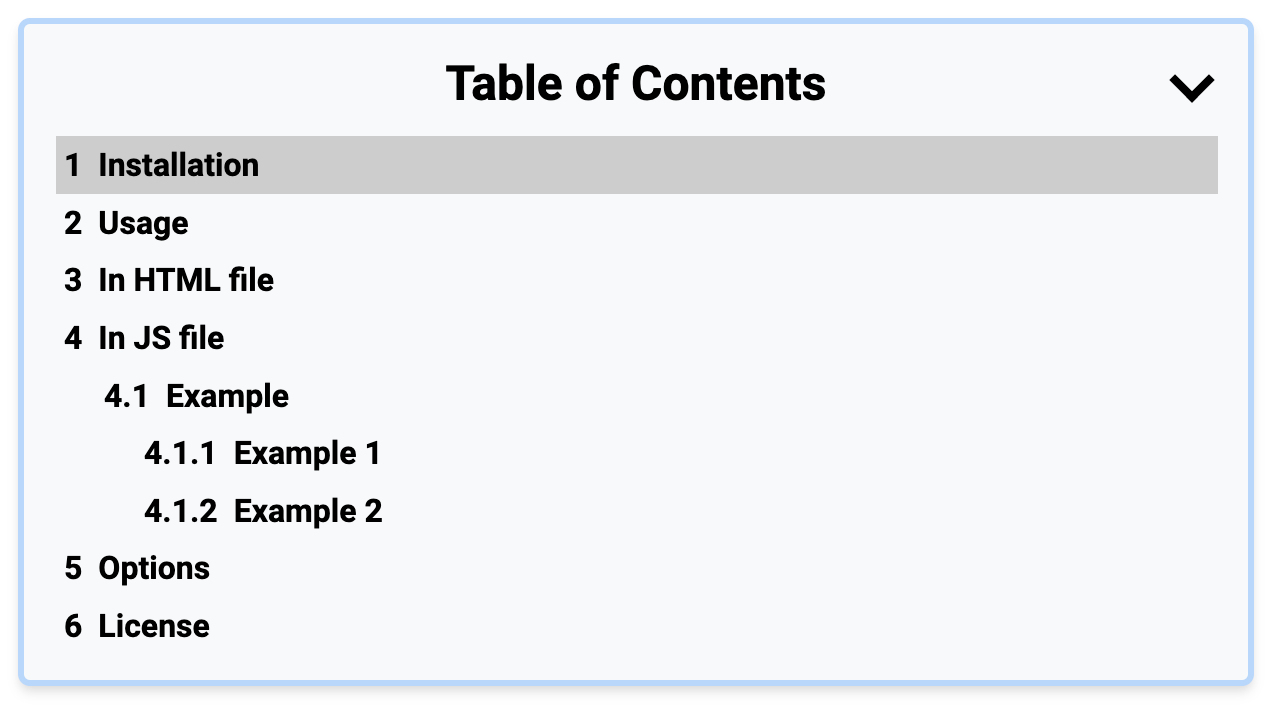 Table of Contents
1 Installation
2 Usage
3 In HTML file
4 In JS file
4.1 Example
4.1.1 Example 1
4.1.2 Example 2
5 Options
6 License